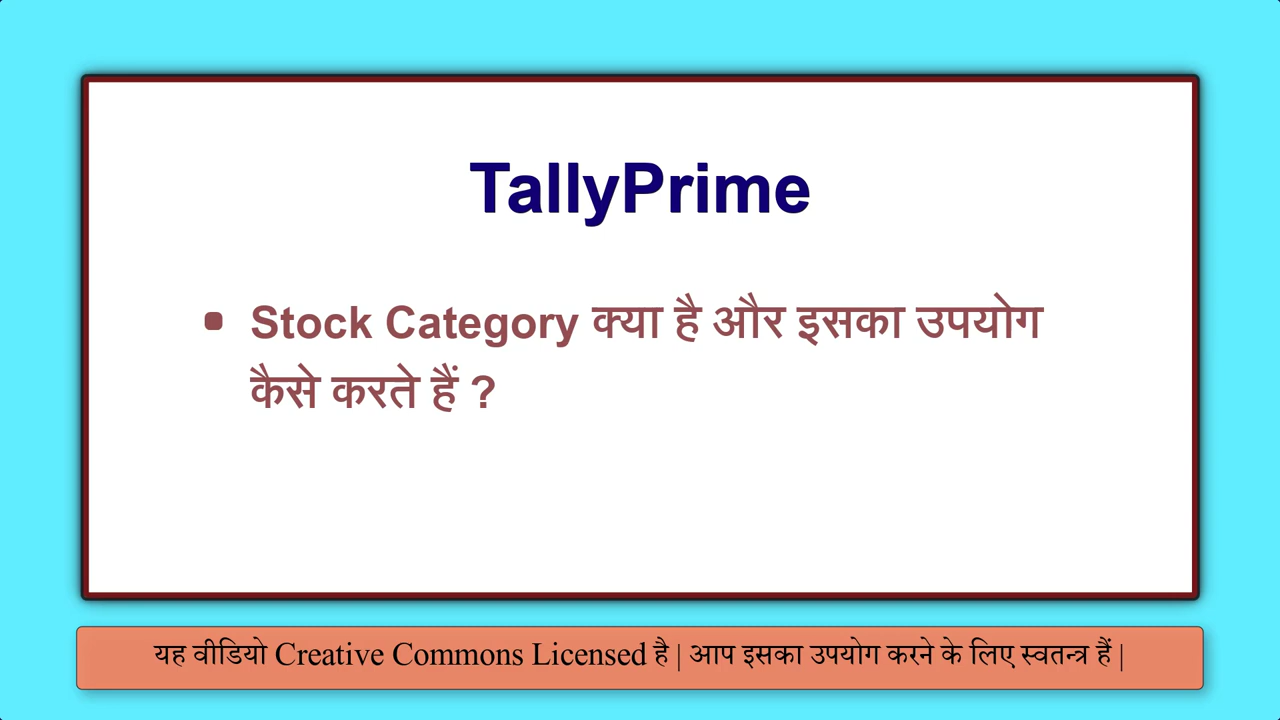 TallyPrime
• Stock Category क्या है और इसका उपयोग
कैसे करते हैं ?
यह वीडियो Creative Commons Licensed है | आप इसका उपयोग करने के लिए स्वतन्त्र हैं |